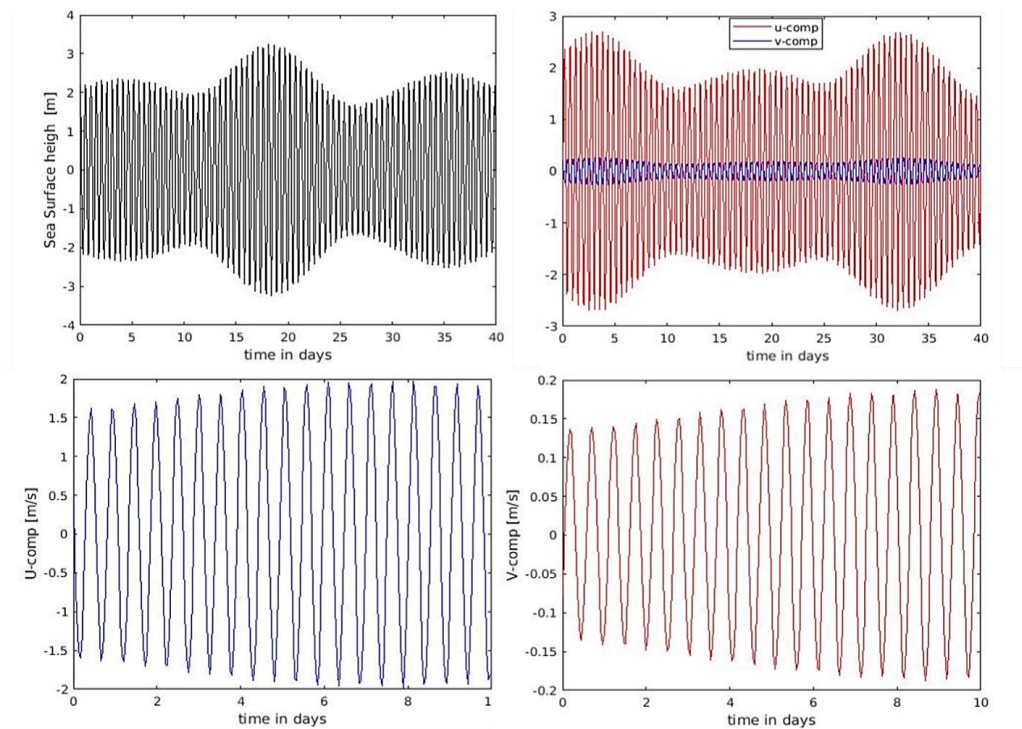 4
3
2
1
0
-1
-2
-3
-4
Sea Surface heigh [m]
0 5 10 15 20 25 30 35 40
time in days
3
2
1
0
-1
-2
-3
u-comp
v-comp
0 5 10 15 20 25 30 35 40
time in days
2
1.5
1
0.5
0
-0.5
-1
-1.5
-2
U-comp [m/s]
0 2 4 6 8 1
time in days
0.2
0.15
0.1
0.05
0
-0.05
-0.1
-0.15
-0.2
V-comp [m/s]
0 2 4 6 8 10
time in days